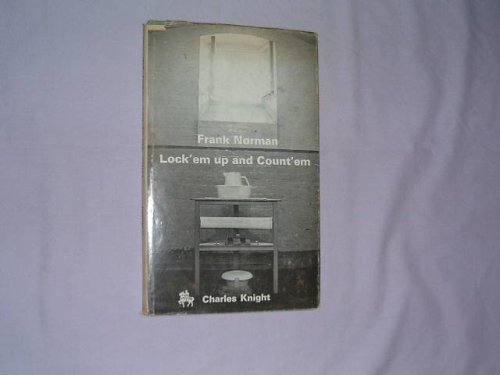 Frank Norman
Lock'em up and Count'em
Charles Knight